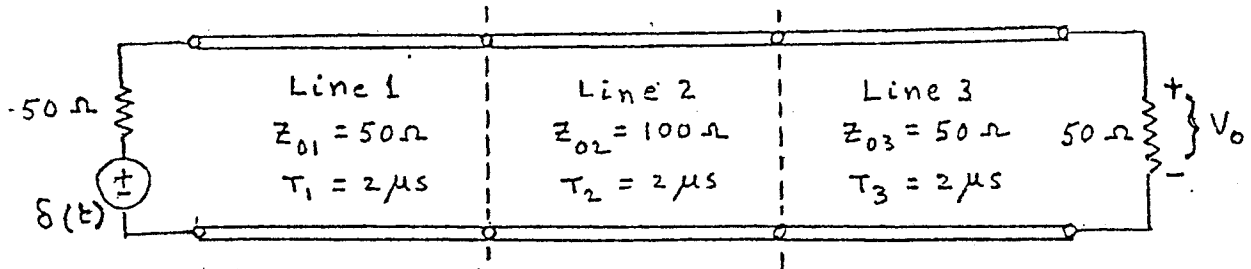 Line 1
Line 2
Line 3
50 Ω
Z01 = 50 Ω
Z02 = 100 Ω
Z03 = 50 Ω
50 Ω
+
V0
-
+
-
T1 = 2 μs
T2 = 2 μs
T3 = 2 μs
δ(t)